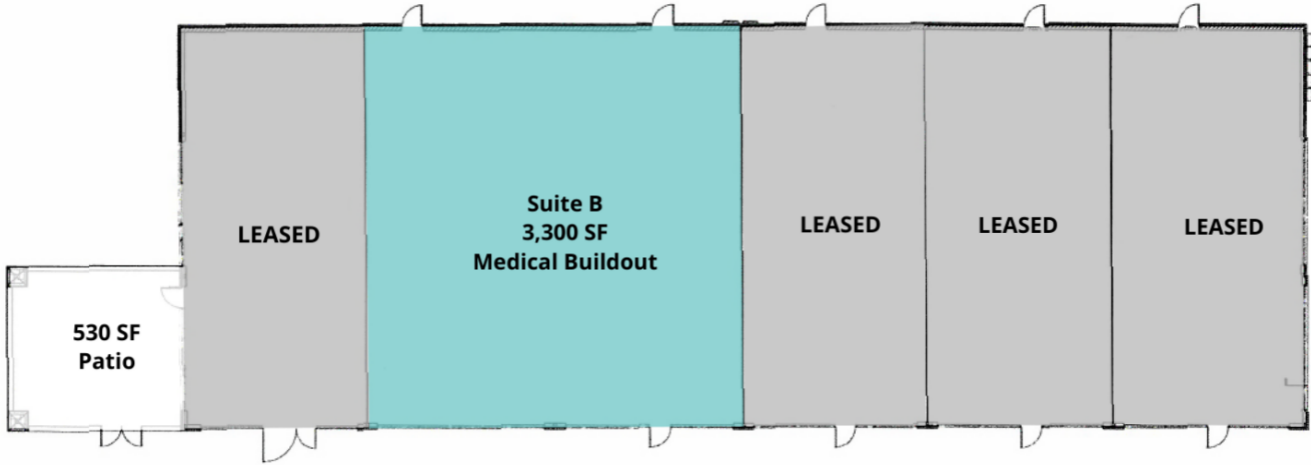 LEASED
Suite B
3,300 SF
Medical Buildout
LEASED
LEASED
LEASED
530 SF
Patio